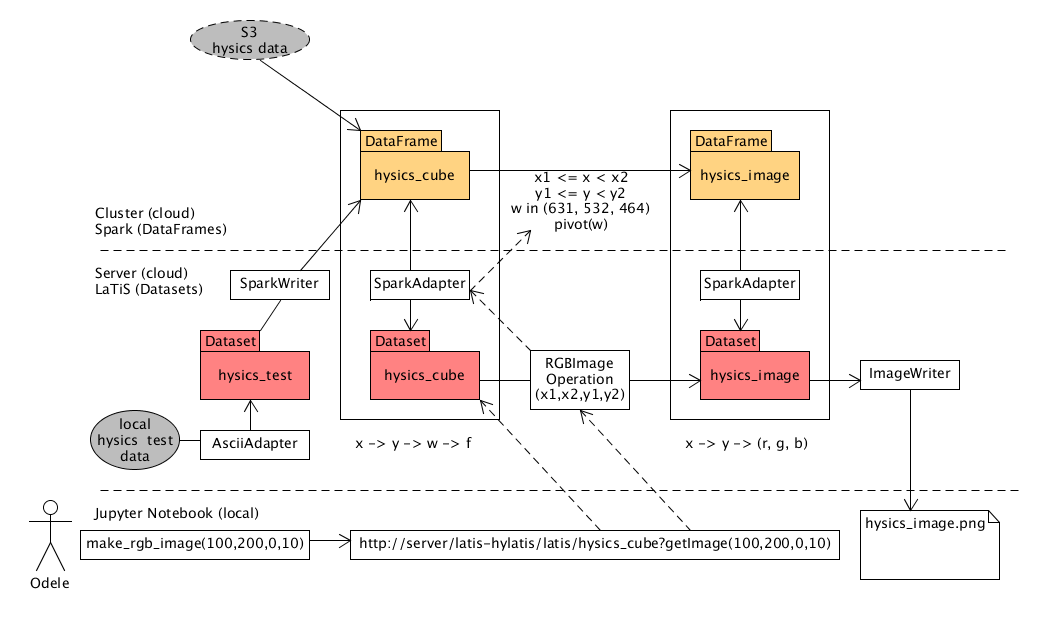 S3
hysics data
DataFrame
hysics_cube
DataFrame
hysics_image
x1 <= x < x2
y1 <= y < y2
w in (631, 532, 464)
pivot(w)
Cluster (cloud)
Spark (DataFrames)
Server (cloud)
LaTiS (Datasets)
SparkWriter
SparkAdapter
SparkAdapter
Dataset
hysics_test
Dataset
hysics_cube
RGBImage
Operation
(x1,x2,y1,y2)
Dataset
hysics_image
ImageWriter
local
hysics test
data
AsciiAdapter
x -> y -> w -> f
x -> y -> (r, g, b)
Jupyter Notebook (local)
make_rgb_image(100,200,0,10)
http://server/latis-hylatis/latis/hysics_cube?getImage(100,200,0,10)
hysics_image.png
Odele